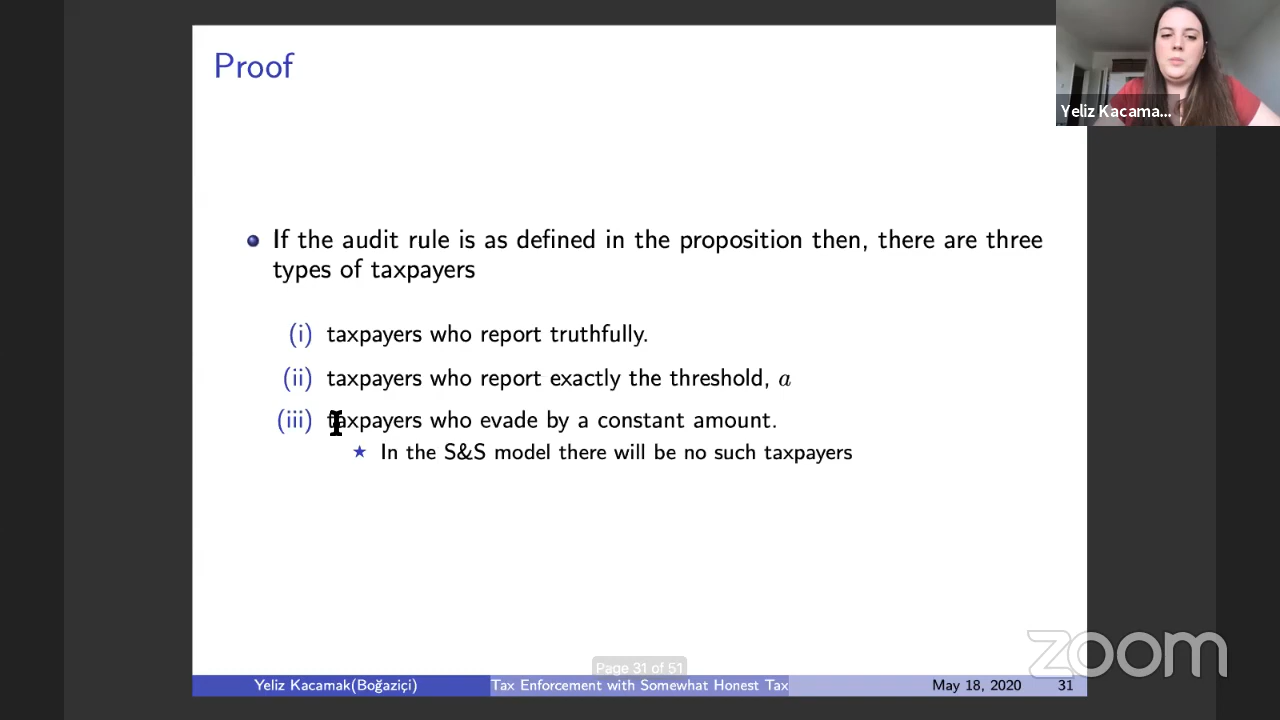 Proof
Yeliz Kacama...
If the audit rule is as defined in the proposition then, there are three
types of taxpayers
(i) taxpayers who report truthfully.
(ii) taxpayers who report exactly the threshold, a
(iii) taxpayers who evade by a constant amount.
★ In the S&S model there will be no such taxpayers
zoom
Page 31 of 51
Yeliz Kacamak(Boğaziçi) Tax Enforcement with Somewhat Honest Tax May 18, 2020 31